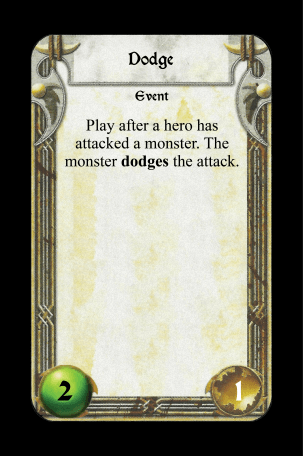 Dodge
Event
Play after a hero has
attacked a monster. The
monster dodges the attack.
2
1